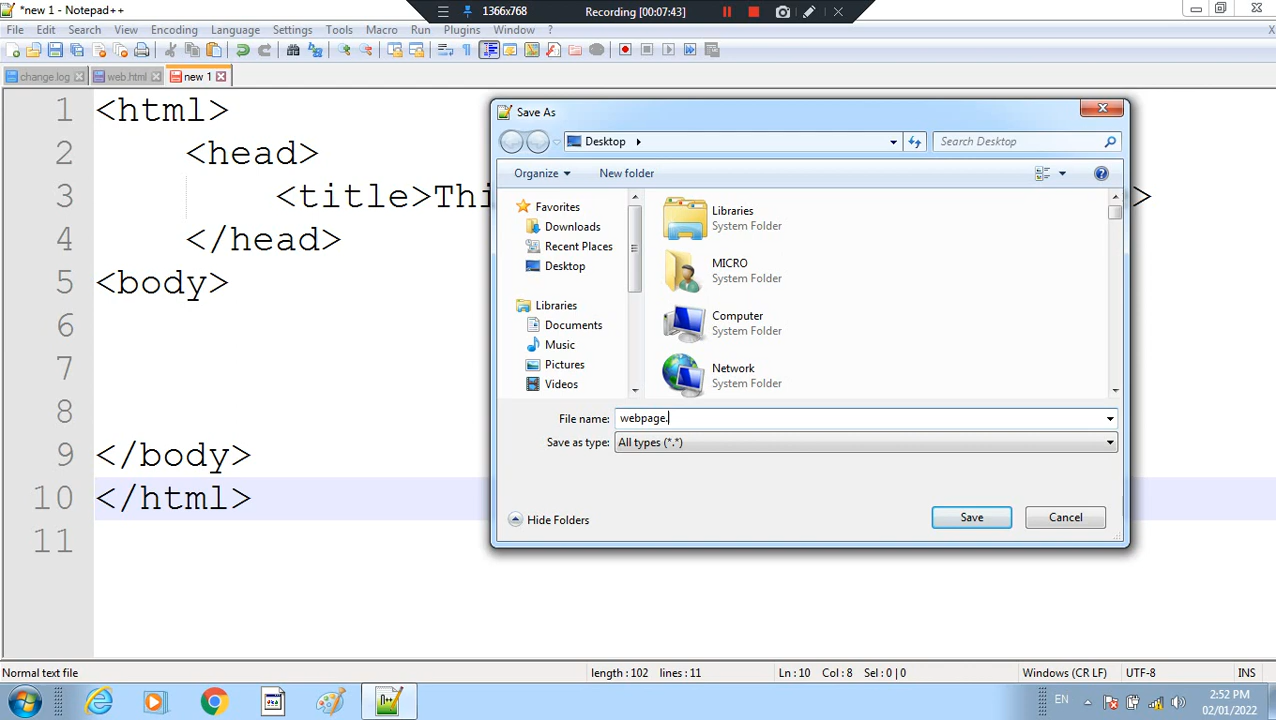 *new 1 - Notepad++
1366x768
Recording [00:07:43]
File Edit Search View Encoding Language Settings Tools Macro Run Plugins Window ?
X
change.log web.html new 1
1 <html>
2 <head>
3 <title>Thi
>
4 </head>
5 <body>
6
7
8
9 </body>
10 </html>
11
Save As
Desktop
Search Desktop
Organize New folder
Favorites
Downloads
Recent Places
Desktop
Libraries
Documents
Music
Pictures
Videos
Libraries
System Folder
MICRO
System Folder
Computer
System Folder
Network
System Folder
File name: webpage.
Save as type: All types (*.*)
Hide Folders
Save Cancel
Normal text file length : 102 lines : 11 Ln : 10 Col : 8 Sel : 0 | 0 Windows (CR LF) UTF-8 INS
EN
2:52 PM
02/01/2022